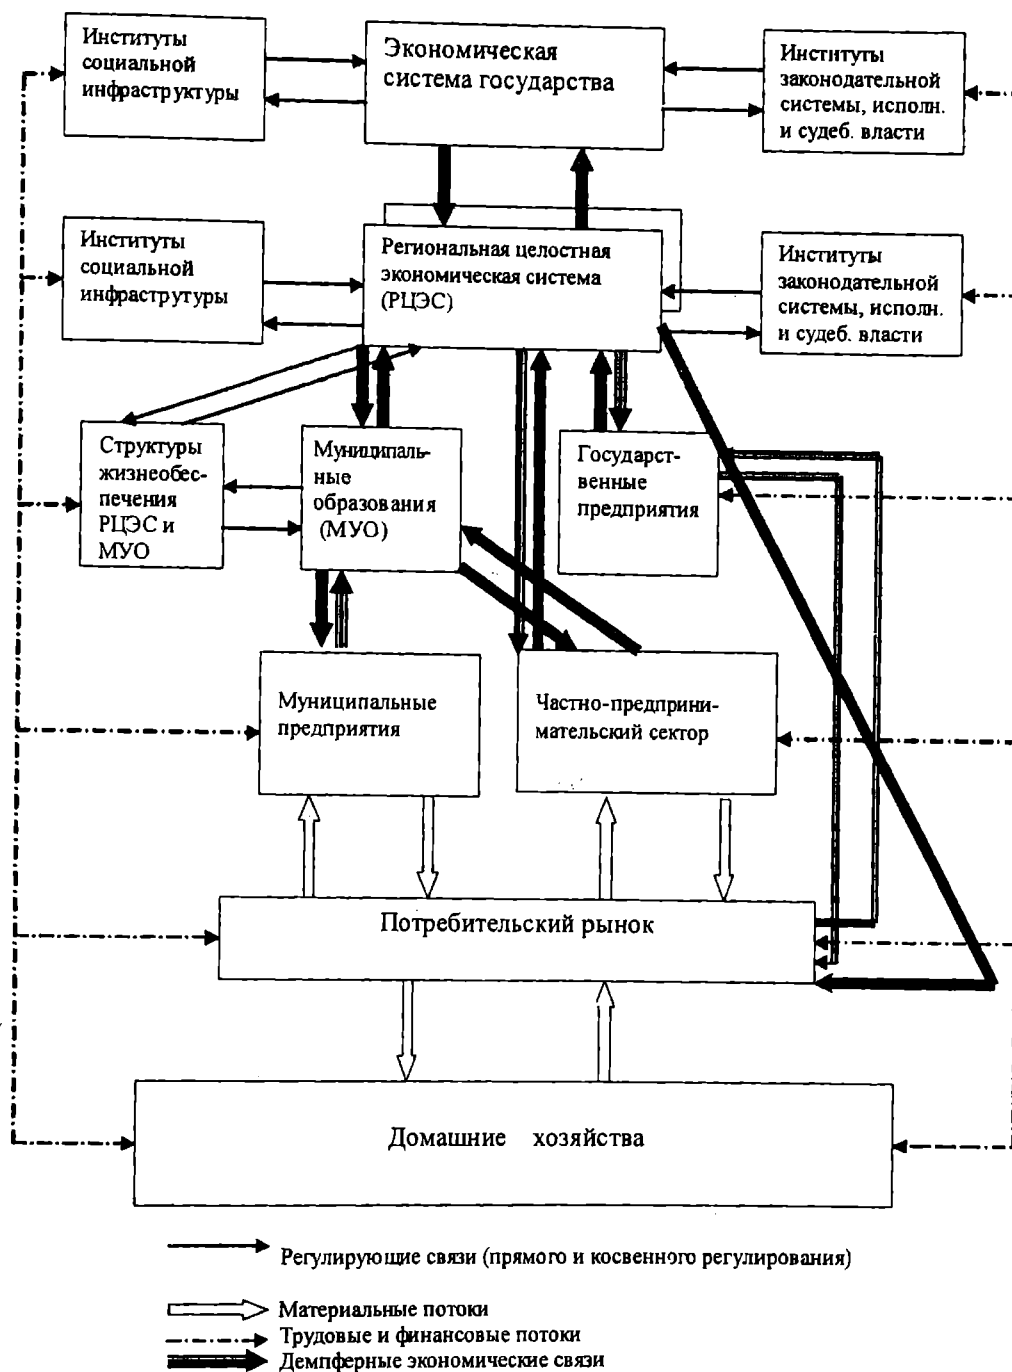 Институты
социальной
инфраструктуры
Экономическая
система государства
Институты
законодательной
системы, исполн.
и судеб. власти
Институты
социальной
инфраструтуры
Региональная целостная
экономическая система
(РЦЭС)
Институты
законодательной
системы, исполн.
и судеб. власти
Структуры
жизнеобес-
печения
РЦЭС и
МУО
Муниципаль-
ные
образования
(МУО)
Государст-
венные
предприятия
Муниципальные
предприятия
Частно-предприни-
мательский сектор
Потребительский рынок
Домашние хозяйства
Регулирующие связи (прямого и косвенного регулирования)
Материальные потоки
Трудовые и финансовые потоки
Демпферные экономические связи